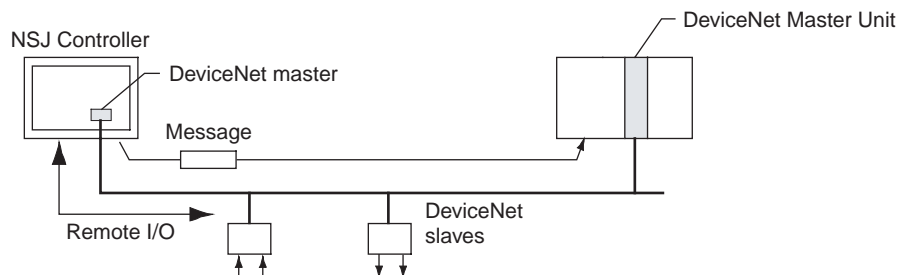 DeviceNet Master Unit
NSJ Controller
DeviceNet master
Message
DeviceNet
slaves
Remote I/O